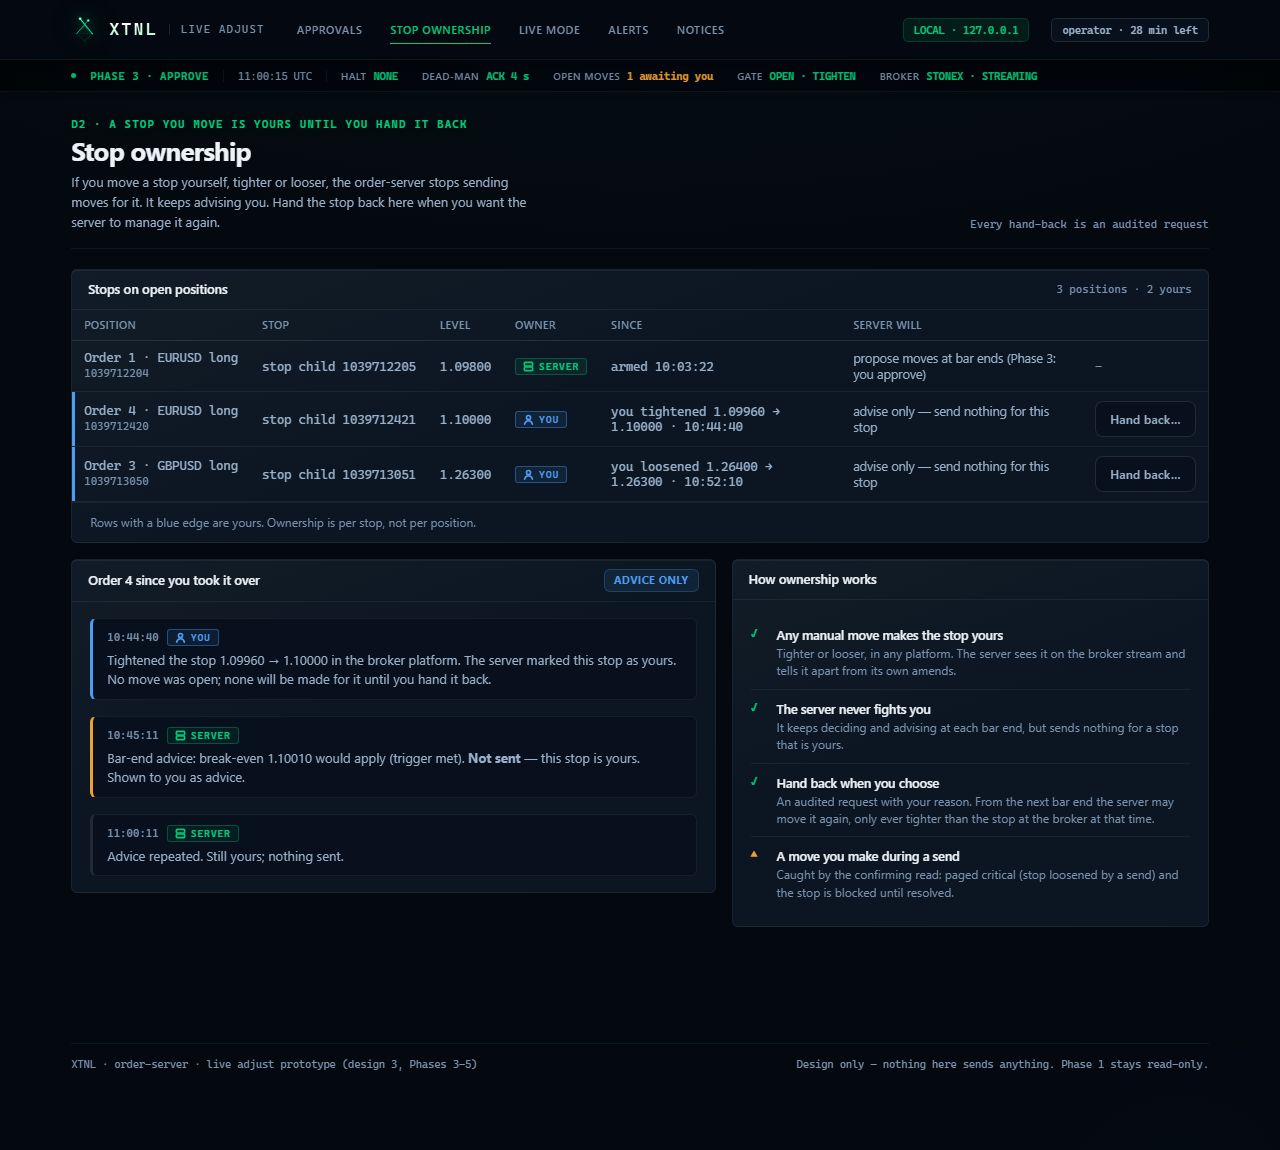 XTNL
LIVE ADJUST
APPROVALS
STOP OWNERSHIP
LIVE MODE
ALERTS
NOTICES
LOCAL · 127.0.0.1
operator · 28 min left
PHASE 3 · APPROVE
11:00:15 UTC
HALT NONE
DEAD-MAN ACK 4 s
OPEN MOVES 1 awaiting you
GATE OPEN · TIGHTEN
BROKER STONEX · STREAMING
D2 · A STOP YOU MOVE IS YOURS UNTIL YOU HAND IT BACK
Stop ownership
If you move a stop yourself, tighter or looser, the order-server stops sending
moves for it. It keeps advising you. Hand the stop back here when you want the
server to manage it again.
Every hand-back is an audited request
Stops on open positions
3 positions · 2 yours
POSITION STOP LEVEL OWNER SINCE SERVER WILL
Order 1 · EURUSD long
1039712204
stop child 1039712205
1.09800
SERVER
armed 10:03:22
propose moves at bar ends (Phase 3:
you approve)
—
Order 4 · EURUSD long
1039712420
stop child 1039712421
1.10000
YOU
you tightened 1.09960 →
1.10000 · 10:44:40
advise only — send nothing for this
stop
Hand back…
Order 3 · GBPUSD long
1039713050
stop child 1039713051
1.26300
YOU
you loosened 1.26400 →
1.26300 · 10:52:10
advise only — send nothing for this
stop
Hand back…
Rows with a blue edge are yours. Ownership is per stop, not per position.
Order 4 since you took it over
ADVICE ONLY
10:44:40 YOU
Tightened the stop 1.09960 → 1.10000 in the broker platform. The server marked this stop as yours.
No move was open; none will be made for it until you hand it back.
10:45:11 SERVER
Bar-end advice: break-even 1.10010 would apply (trigger met). Not sent — this stop is yours.
Shown to you as advice.
11:00:11 SERVER
Advice repeated. Still yours; nothing sent.
How ownership works
Any manual move makes the stop yours
Tighter or looser, in any platform. The server sees it on the broker stream and
tells it apart from its own amends.
The server never fights you
It keeps deciding and advising at each bar end, but sends nothing for a stop
that is yours.
Hand back when you choose
An audited request with your reason. From the next bar end the server may
move it again, only ever tighter than the stop at the broker at that time.
A move you make during a send
Caught by the confirming read: paged critical (stop loosened by a send) and
the stop is blocked until resolved.
XTNL · order-server · live adjust prototype (design 3, Phases 3–5)
Design only — nothing here sends anything. Phase 1 stays read-only.